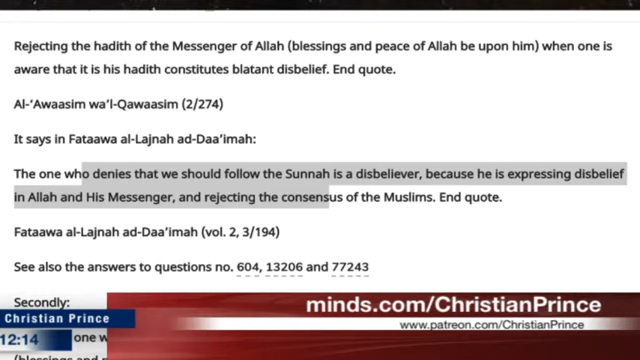 Rejecting the hadith of the Messenger of Allah (blessings and peace of Allah be upon him) when one is
aware that it is his hadith constitutes blatant disbelief. End quote.
Al-‘Awaasim wa’l-Qawaasim (2/274)
It says in Fataawa al-Lajnah ad-Daa’imah:
The one who denies that we should follow the Sunnah is a disbeliever, because he is expressing disbelief
in Allah and His Messenger, and rejecting the consensus of the Muslims. End quote.
Fataawa al-Lajnah ad-Daa’imah (vol. 2, 3/194)
See also the answers to questions no. 604, 13206 and 77243
Secondly:
minds.com/ChristianPrince
Christian Prince
www.patreon.com/ChristianPrince
12:14 one w